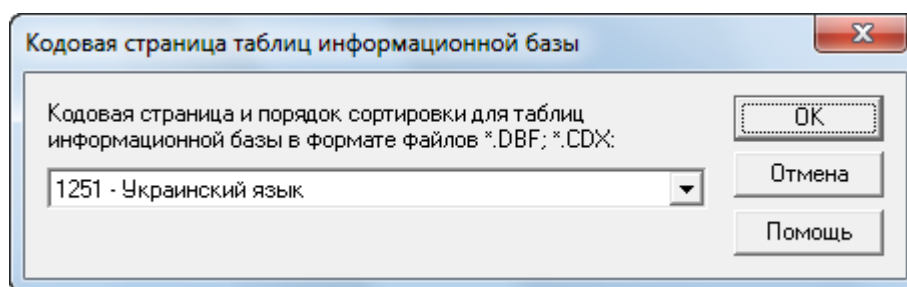 Кодовая страница таблиц информационной базы
Кодовая страница и порядок сортировки для таблиц
информационной базы в формате файлов *.DBF; *.CDX:
1251 - Украинский язык
OK
Отмена
Помощь